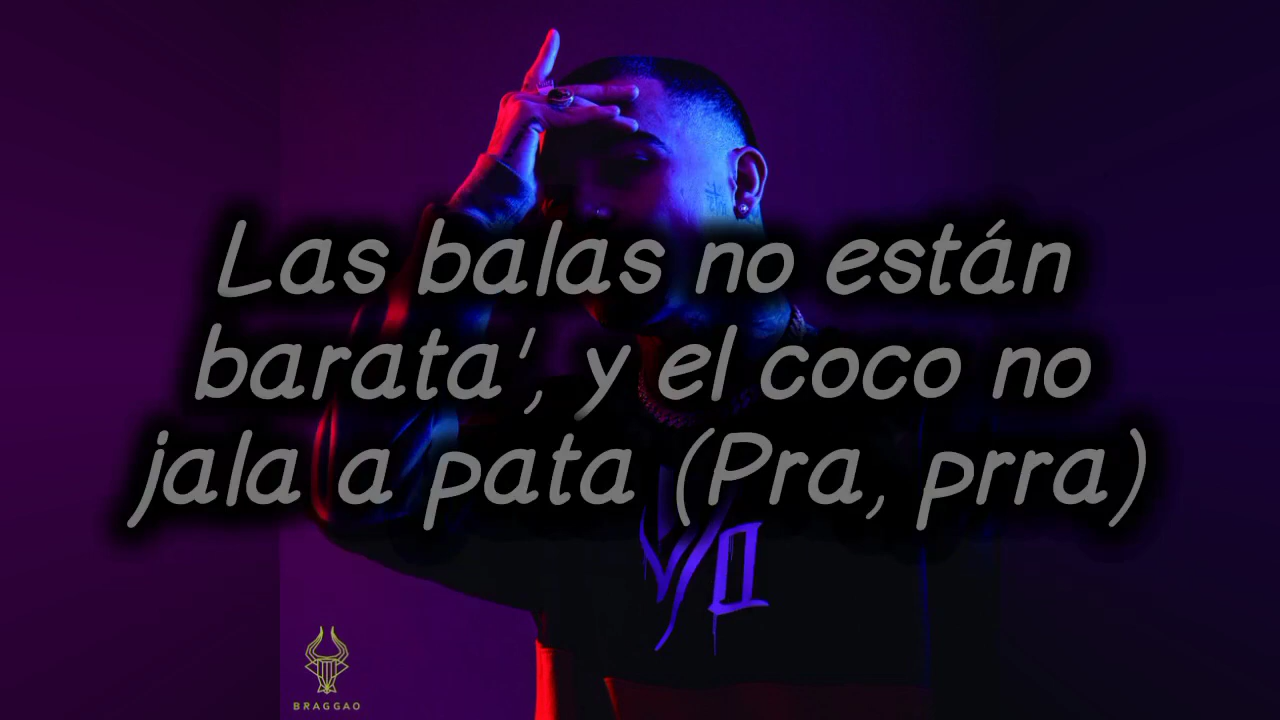 Las balas no están
barata', y el coco no
jala a pata (Pra, prra)
BRAGGAO